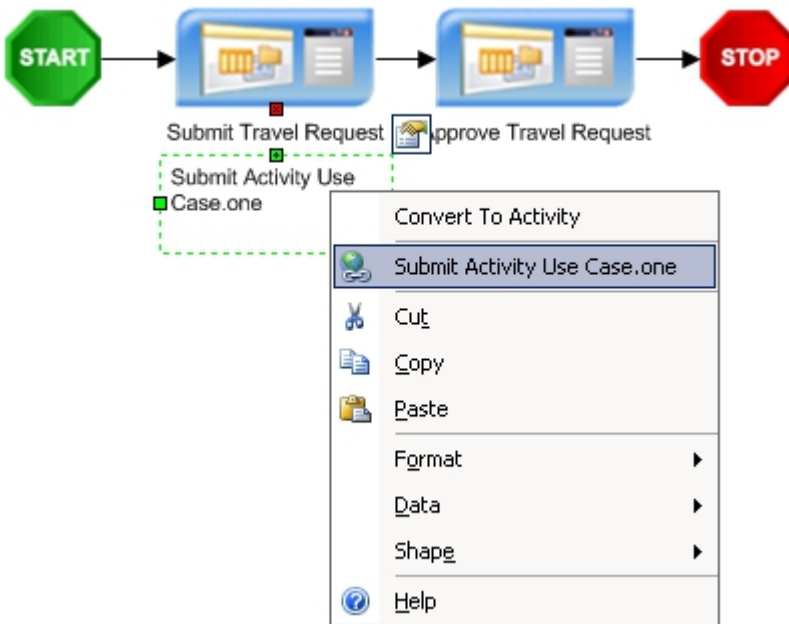 START
STOP
Submit Travel Request
pprove Travel Request
Submit Activity Use
Case.one
Convert To Activity
Submit Activity Use Case.one
Cut
Copy
Paste
Format
Data
Shape
Help